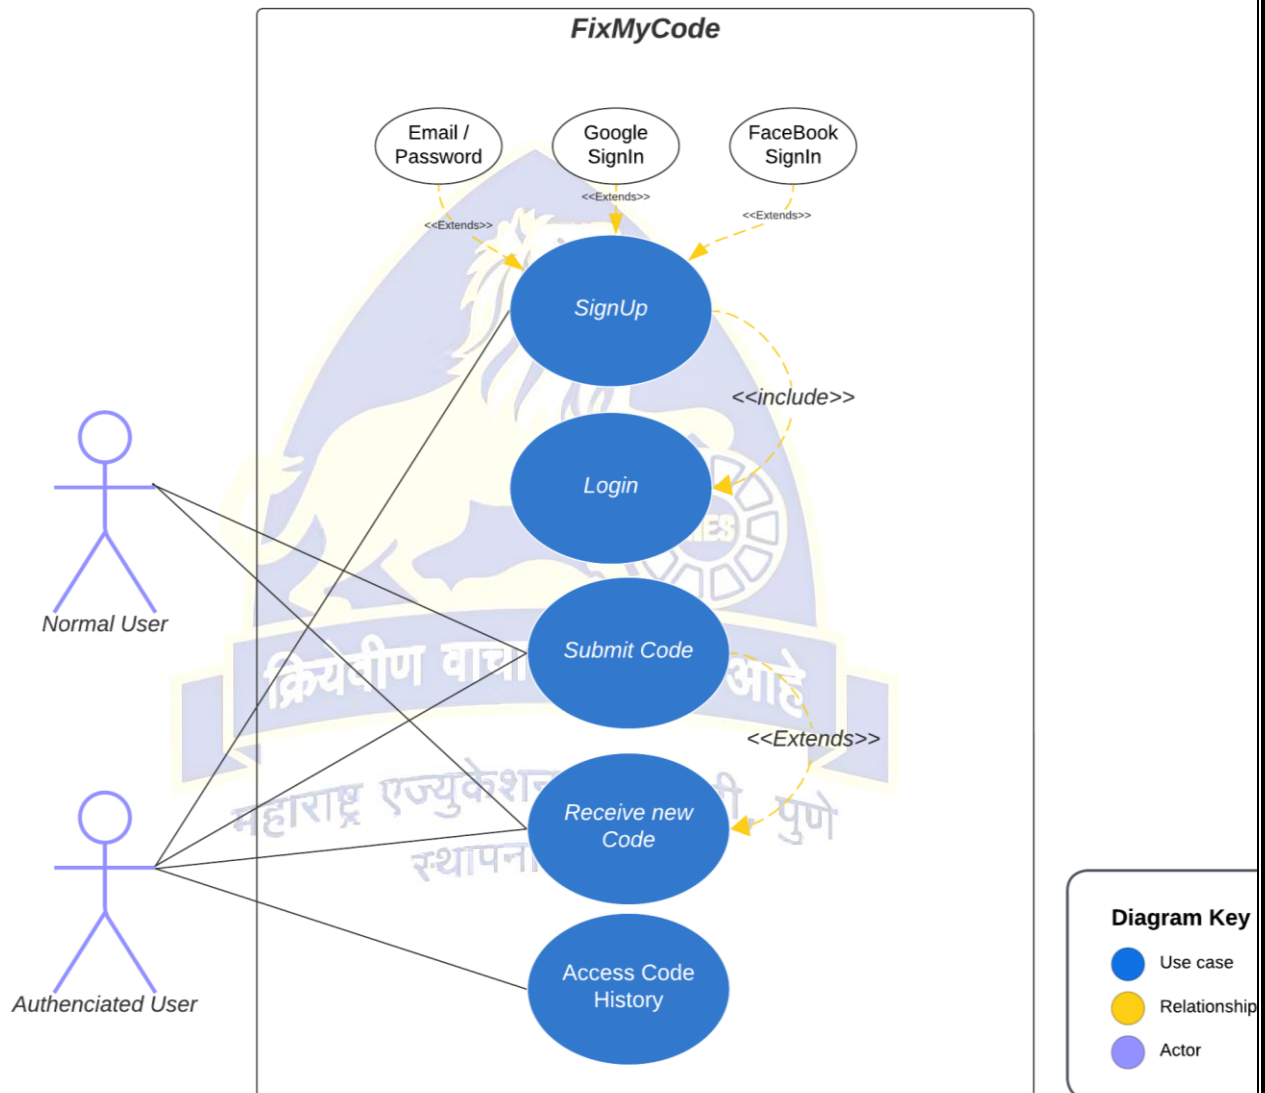 FixMyCode
Email /
Password
Google
SignIn
FaceBook
SignIn
<<Extends>>
<<Extends>>
<<Extends>>
SignUp
<<include>>
Login
Normal User
Submit Code
क्रियेवीण वाचा
आहे
<<Extends>>
महाराष्ट्र एज्युकेशन
पुणे
Receive new
Code
स्थापना
Access Code
History
Authenciated User
Diagram Key
Use case
Relationship
Actor